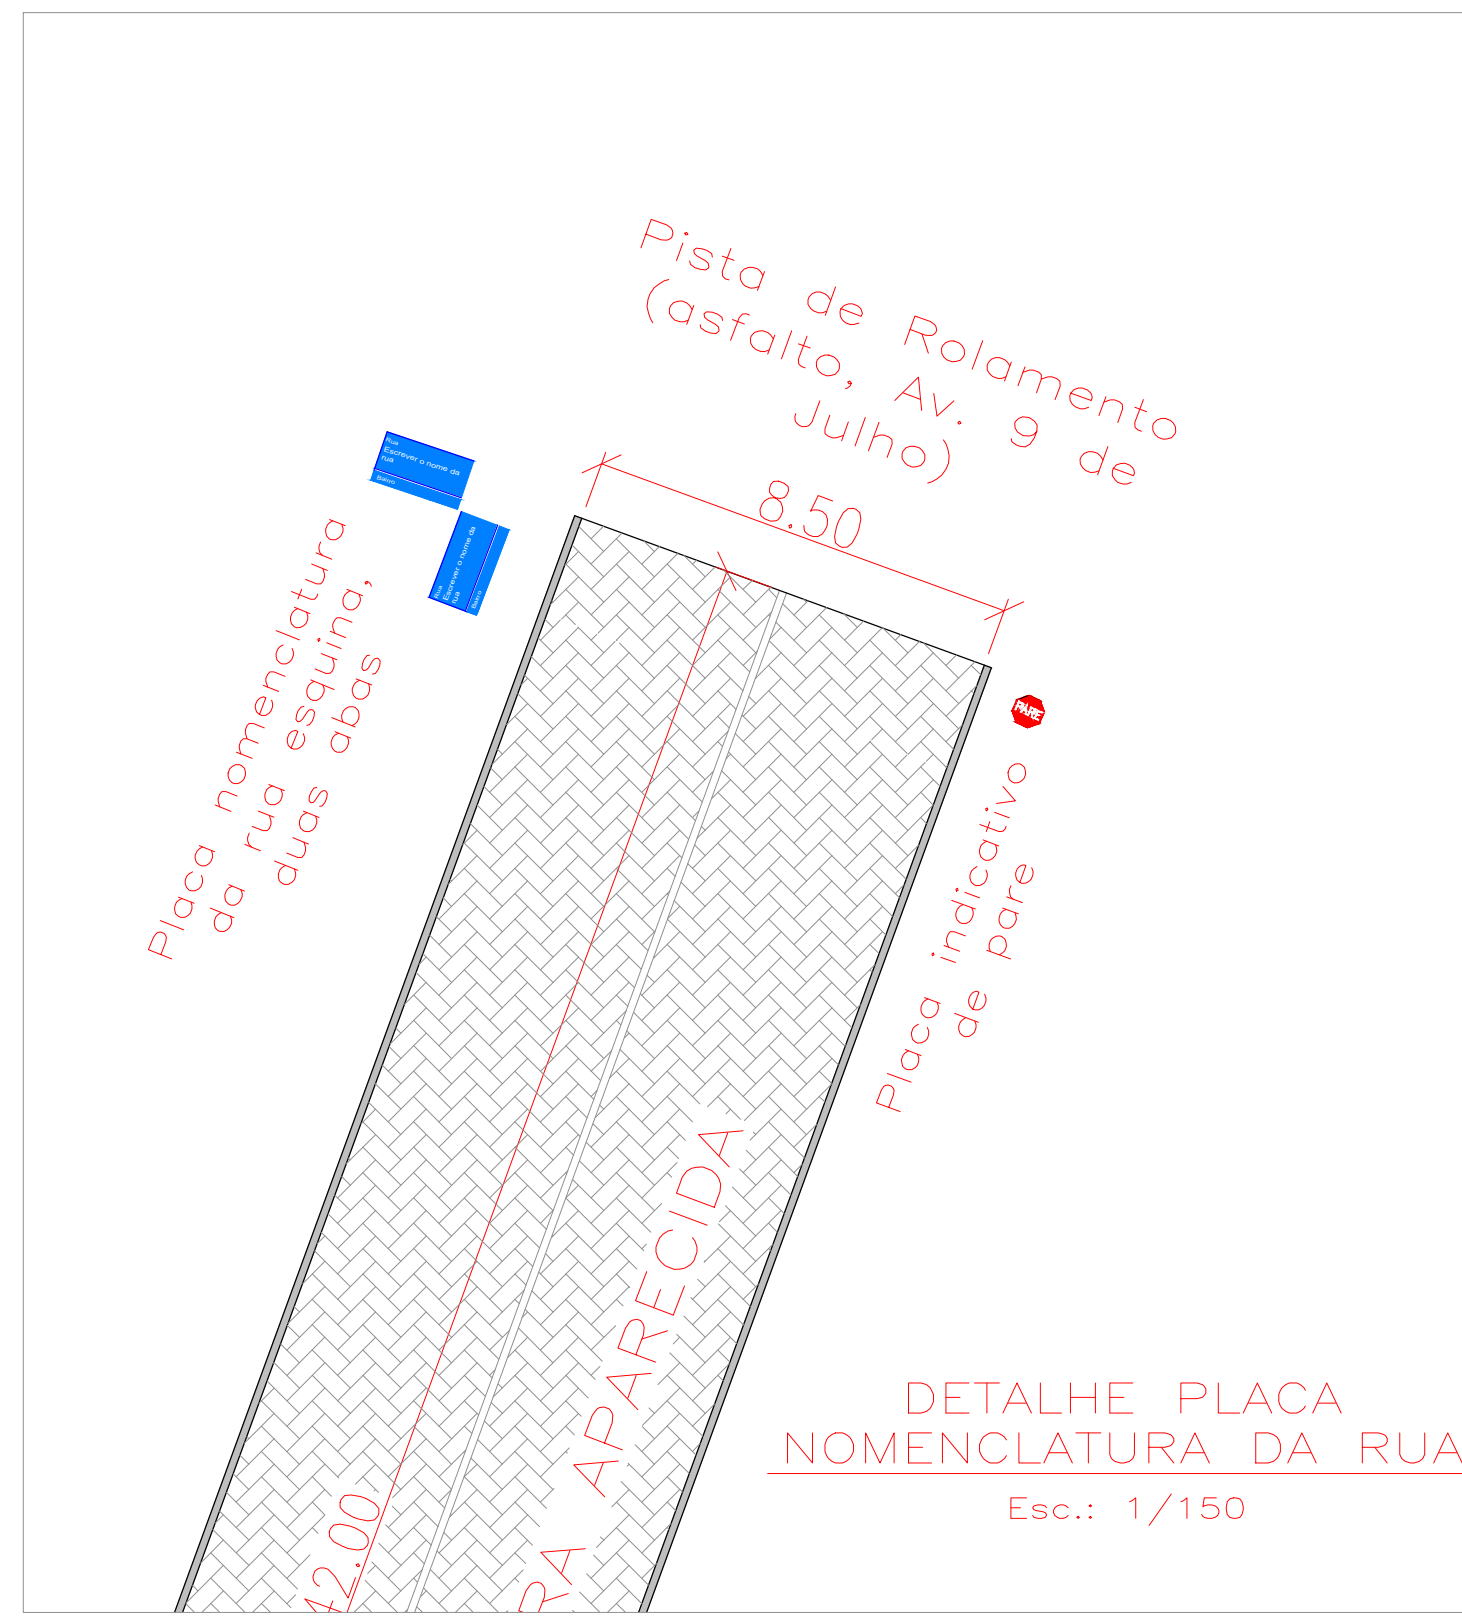 Pista de Rolamento
(asfalto, Av. 9 de
Julho)
8.50
Rua
Escrever o nome da
rua
Bairro
Rua
Escrever o nome da
rua
Bairro
Placa nomenclatura
da rua esquina,
duas abas
PARE
Placa indicativo
de pare
42.00
RA APARECIDA
DETALHE PLACA
NOMENCLATURA DA RUA
Esc.: 1/150